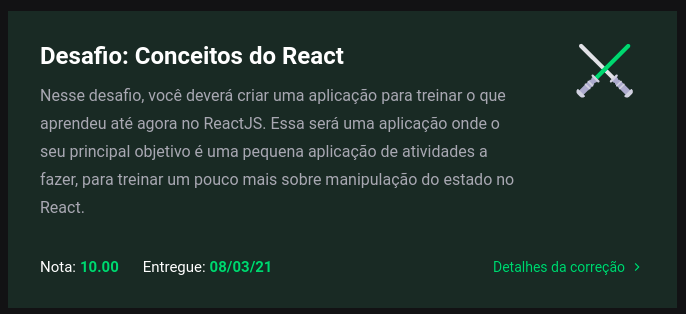 Desafio: Conceitos do React
Nesse desafio, você deverá criar uma aplicação para treinar o que
aprendeu até agora no ReactJS. Essa será uma aplicação onde o
seu principal objetivo é uma pequena aplicação de atividades a
fazer, para treinar um pouco mais sobre manipulação do estado no
React.
Nota: 10.00 Entregue: 08/03/21 Detalhes da correção